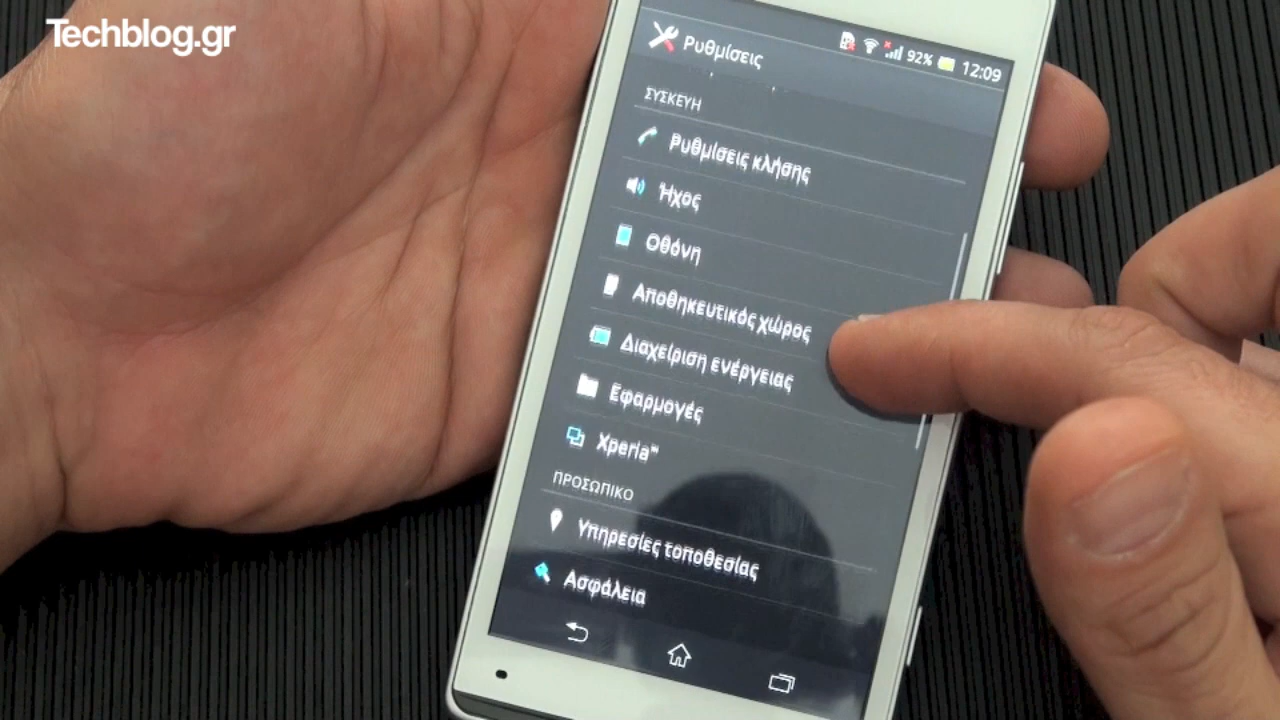 Techblog.gr
Ρυθμίσεις
92% 12:09
ΣΥΣΚΕΥΗ
Ρυθμίσεις κλήσης
Ήχος
Οθόνη
Αποθηκευτικός χώρος
Διαχείριση ενέργειας
Εφαρμογές
Xperia™
ΠΡΟΣΩΠΙΚΟ
Υπηρεσίες τοποθεσίας
Ασφάλεια